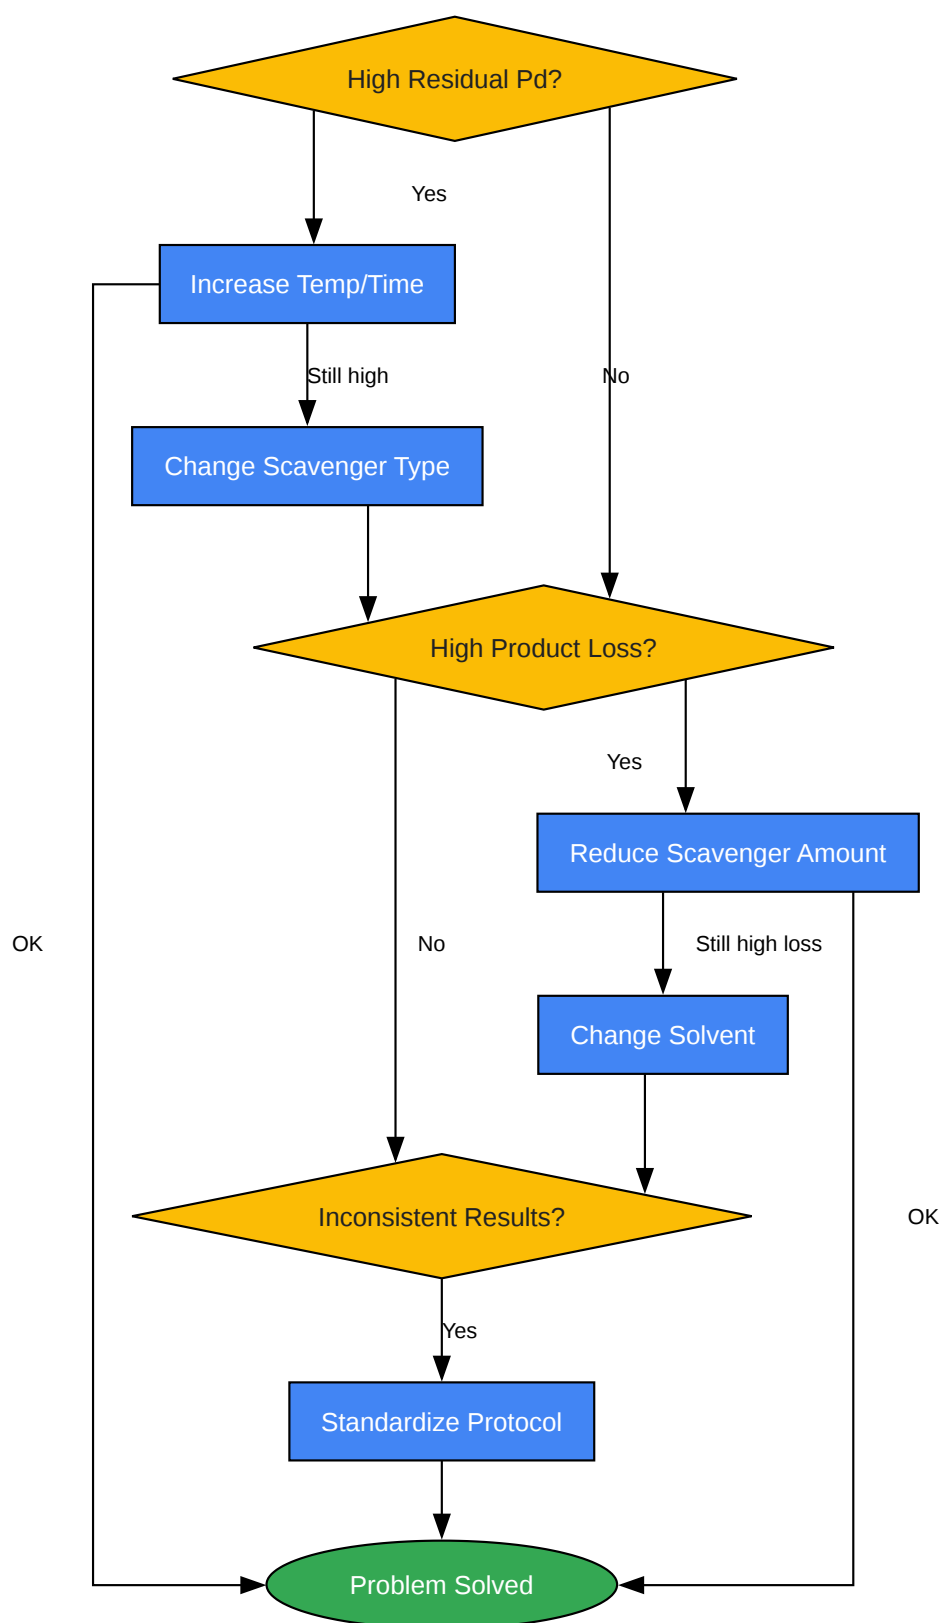 High Residual Pd?
Yes
Increase Temp/Time
Still high
No
Change Scavenger Type
High Product Loss?
Yes
Reduce Scavenger Amount
OK
No
Still high loss
Change Solvent
Inconsistent Results?
OK
Yes
Standardize Protocol
Problem Solved